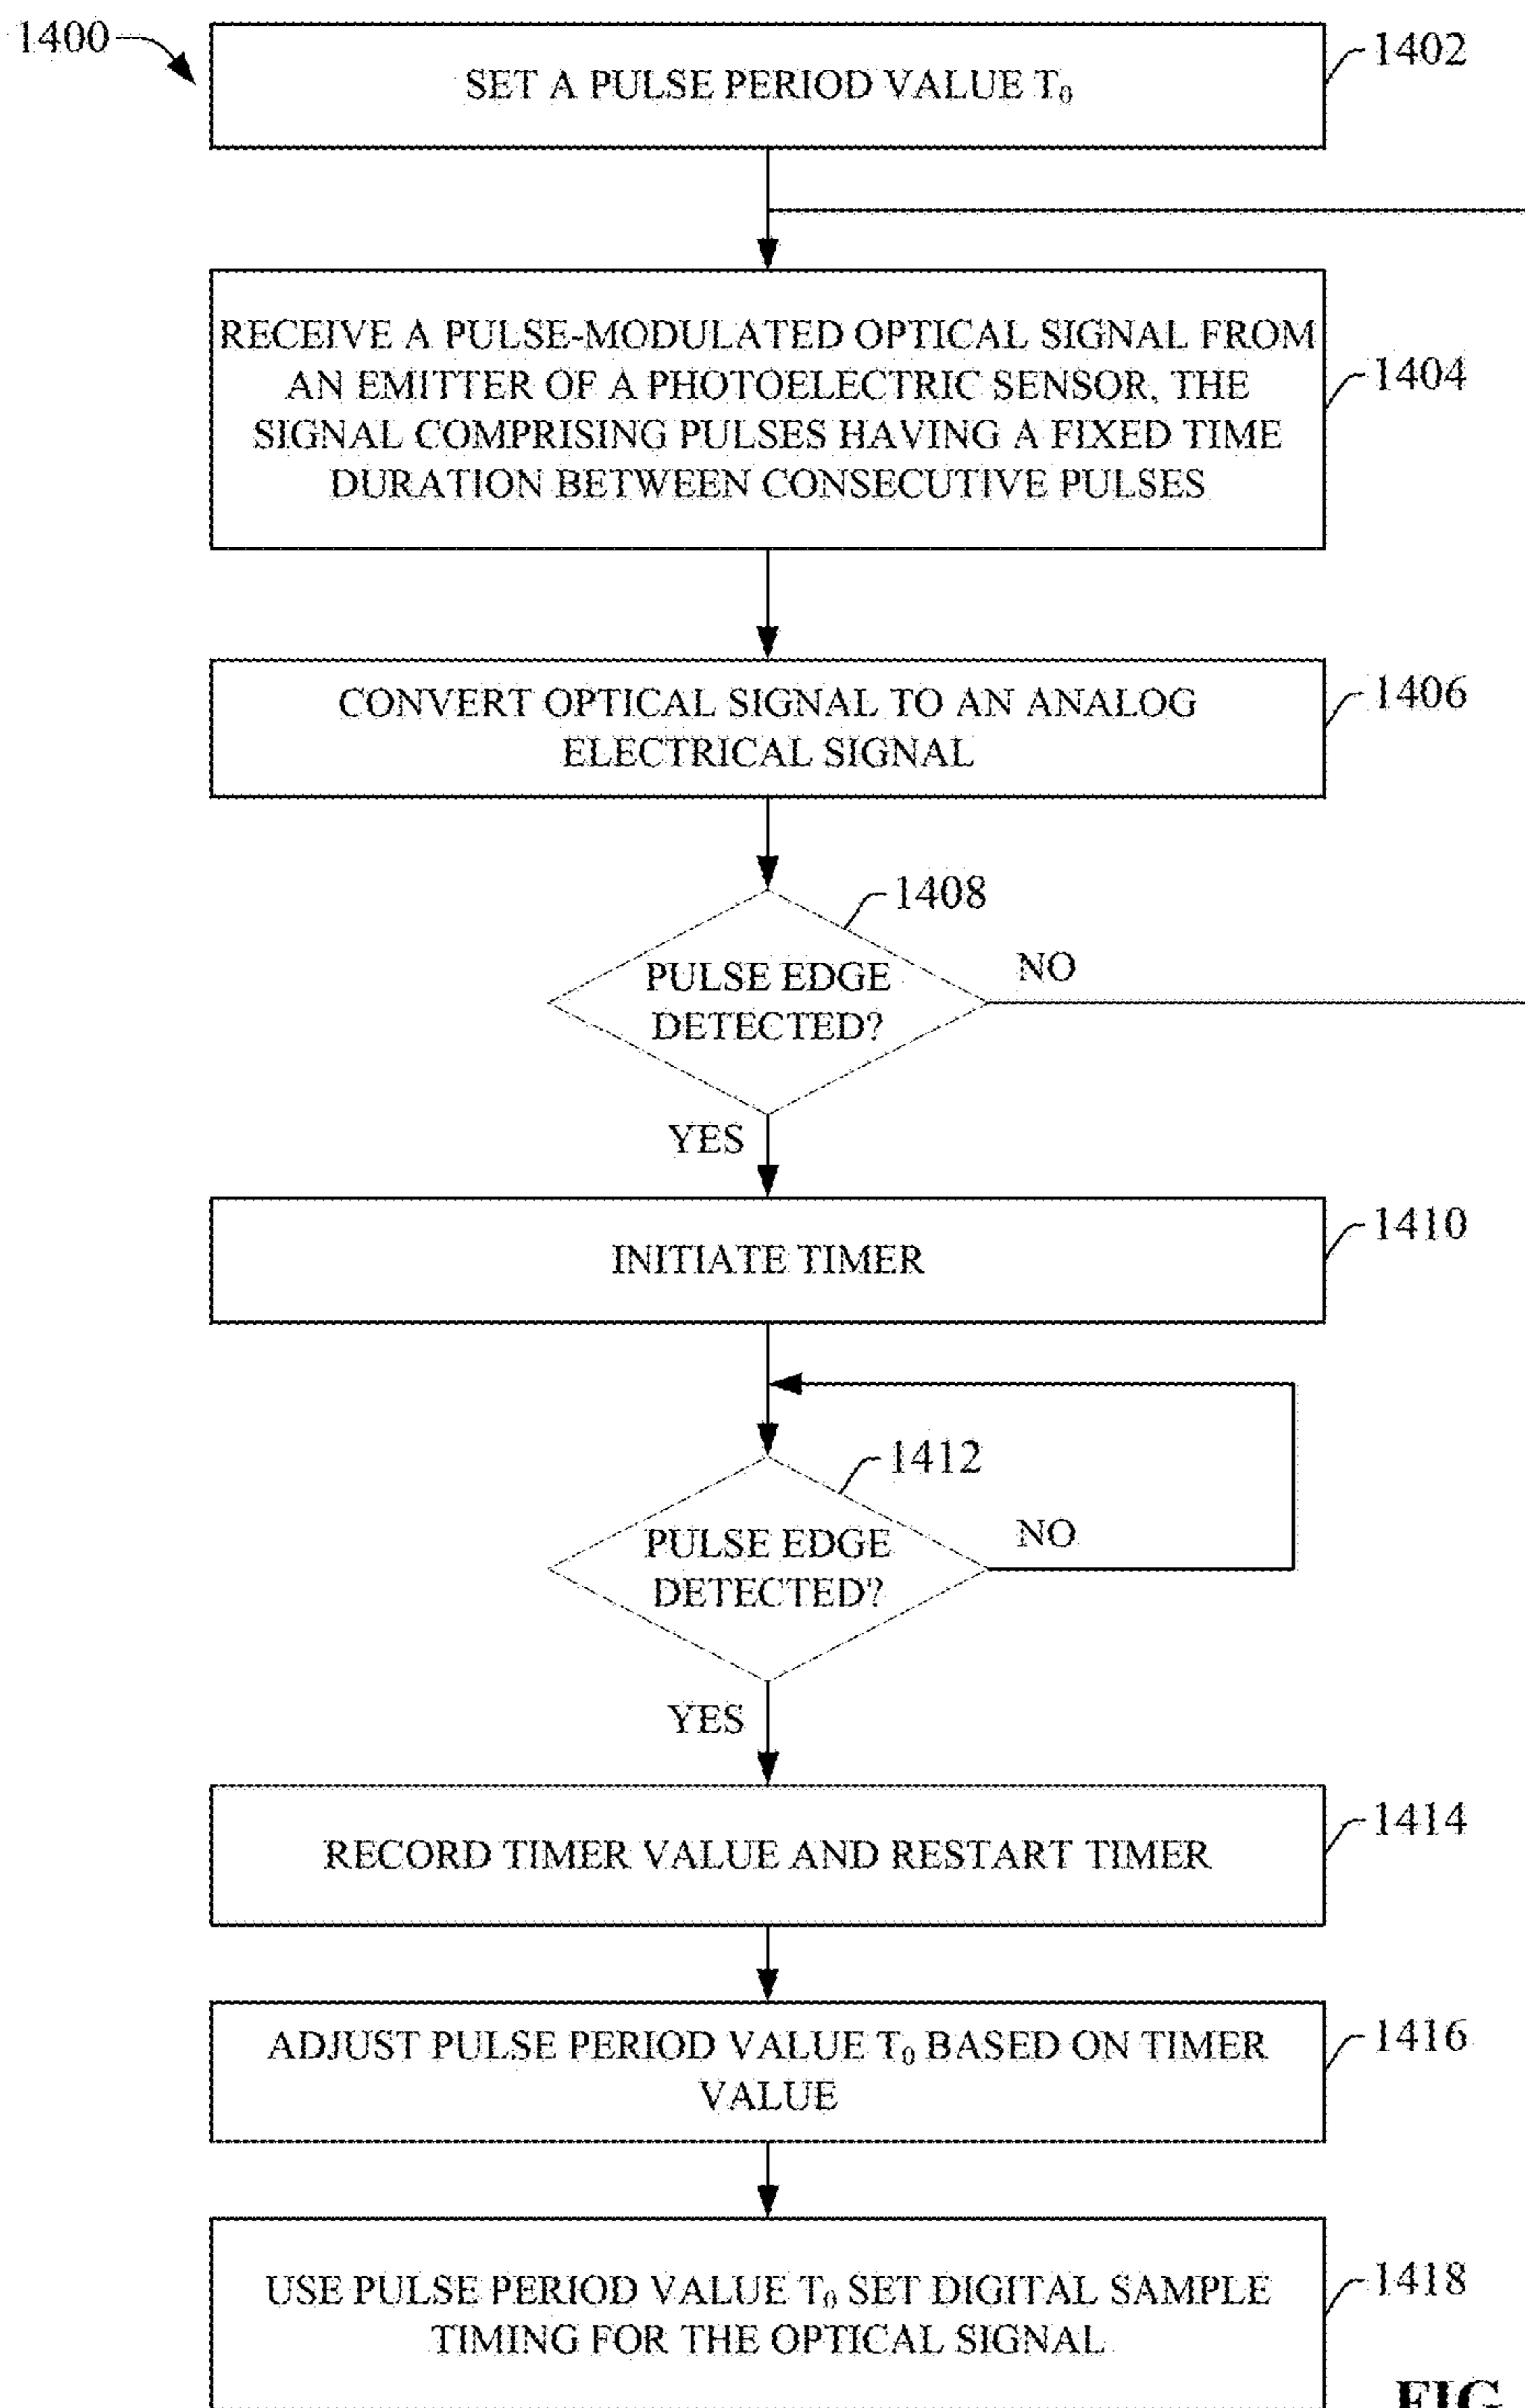 1400
1402
SET A PULSE PERIOD VALUE T₀
RECEIVE A PULSE-MODULATED OPTICAL SIGNAL FROM
AN EMITTER OF A PHOTOELECTRIC SENSOR, THE
SIGNAL COMPRISING PULSES HAVING A FIXED TIME
DURATION BETWEEN CONSECUTIVE PULSES
1404
CONVERT OPTICAL SIGNAL TO AN ANALOG
ELECTRICAL SIGNAL
1406
1408
PULSE EDGE
DETECTED?
NO
YES
INITIATE TIMER
1410
1412
PULSE EDGE
DETECTED?
NO
YES
RECORD TIMER VALUE AND RESTART TIMER
1414
ADJUST PULSE PERIOD VALUE T₀ BASED ON TIMER
VALUE
1416
USE PULSE PERIOD VALUE T₀ SET DIGITAL SAMPLE
TIMING FOR THE OPTICAL SIGNAL
1418
FIG